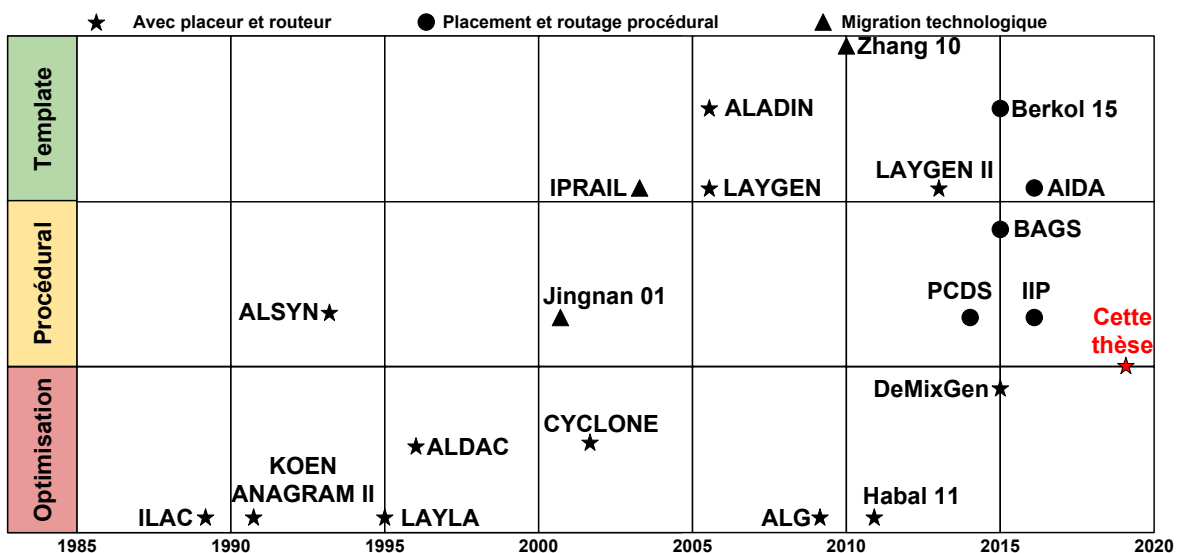 Avec placeur et routeur
Placement et routage procédural
Migration technologique
Template
Zhang 10
ALADIN
Berkol 15
IPRAIL
LAYGEN
LAYGEN II
AIDA
Procédural
BAGS
ALSYN
Jingnan 01
PCDS
IIP
Cette
thèse
Optimisation
DeMixGen
ALDAC
CYCLONE
KOEN
ANAGRAM II
ILAC
LAYLA
ALG
Habal 11
1985
1990
1995
2000
2005
2010
2015
2020